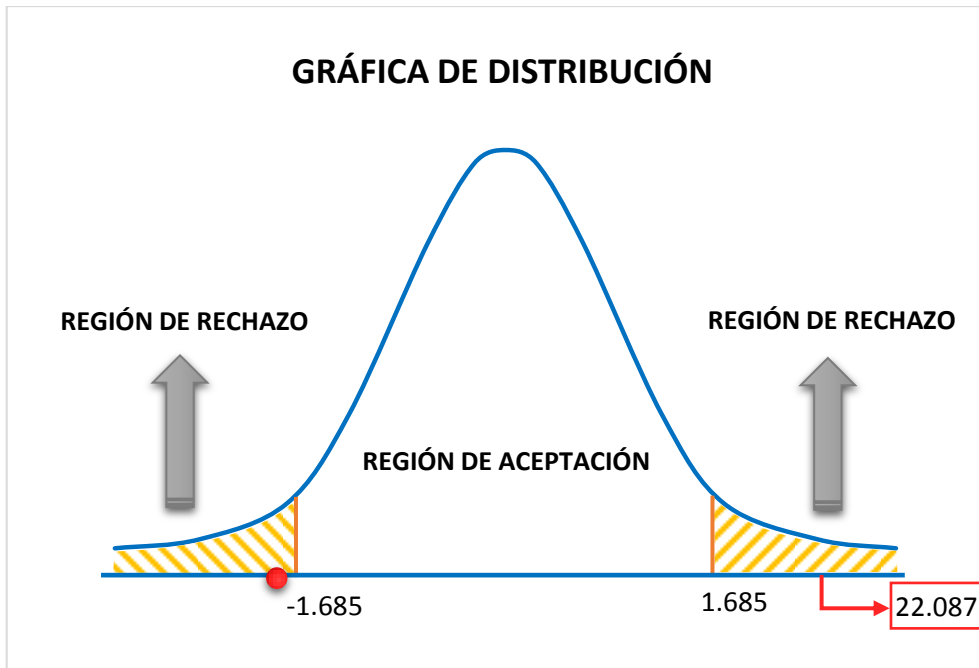 GRÁFICA DE DISTRIBUCIÓN
REGIÓN DE RECHAZO
REGIÓN DE RECHAZO
REGIÓN DE ACEPTACIÓN
-1.685
1.685
22.087